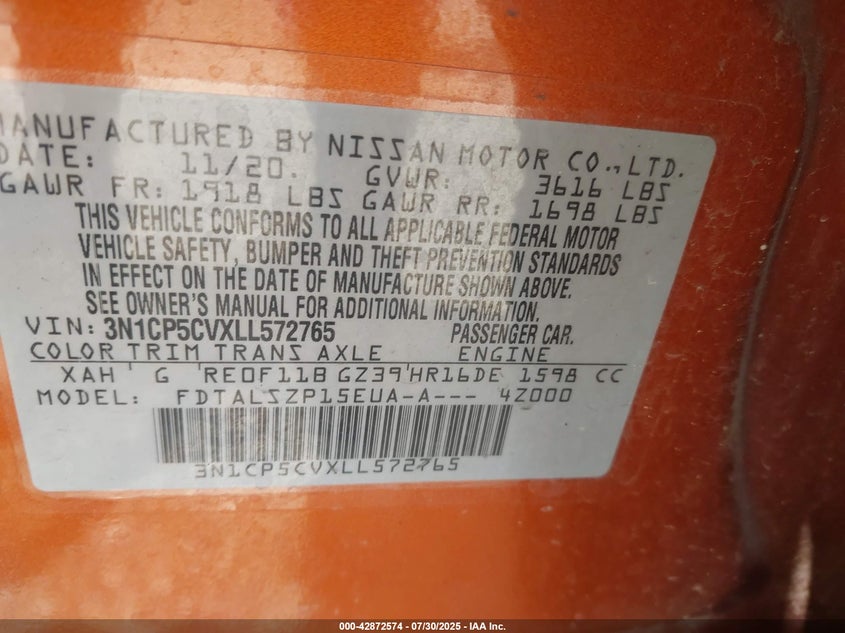 MANUFACTURED BY NISSAN MOTOR CO.,LTD.
DATE: 11/20. GVWR: 3616 LBS
GAWR FR: 1918 LBS GAWR RR: 1698 LBS
THIS VEHICLE CONFORMS TO ALL APPLICABLE FEDERAL MOTOR
VEHICLE SAFETY, BUMPER AND THEFT PREVENTION STANDARDS
IN EFFECT ON THE DATE OF MANUFACTURE SHOWN ABOVE.
SEE OWNER'S MANUAL FOR ADDITIONAL INFORMATION.
VIN: 3N1CP5CVXLL572765 PASSENGER CAR.
COLOR TRIM TRANS AXLE ENGINE
XAH G RE0F11B GZ39 HR16DE 1598 CC
MODEL: FDTALSZP15EUA-A--- 4Z000
3N1CP5CVXLL572765
000-42872574 - 07/30/2025 - IAA Inc.